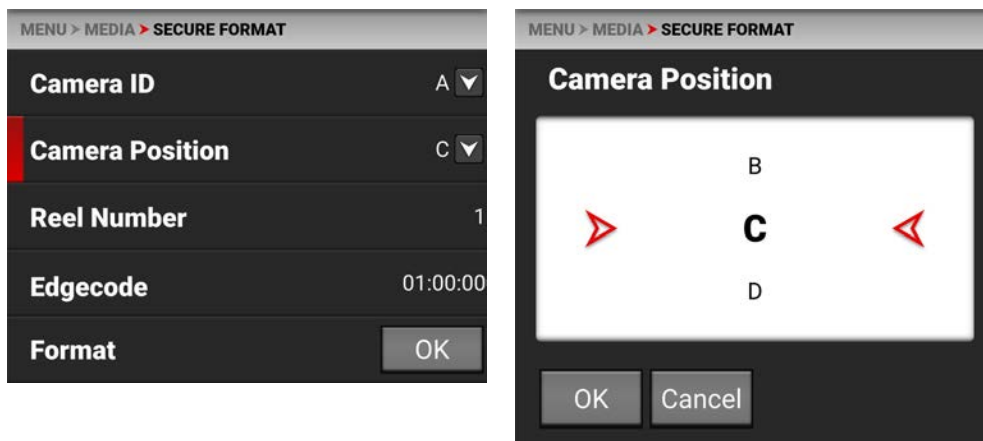 MENU > MEDIA > SECURE FORMAT
Camera ID A
Camera Position C
Reel Number 1
Edgecode 01:00:00
Format OK
MENU > MEDIA > SECURE FORMAT
Camera Position
B
C
D
OK Cancel